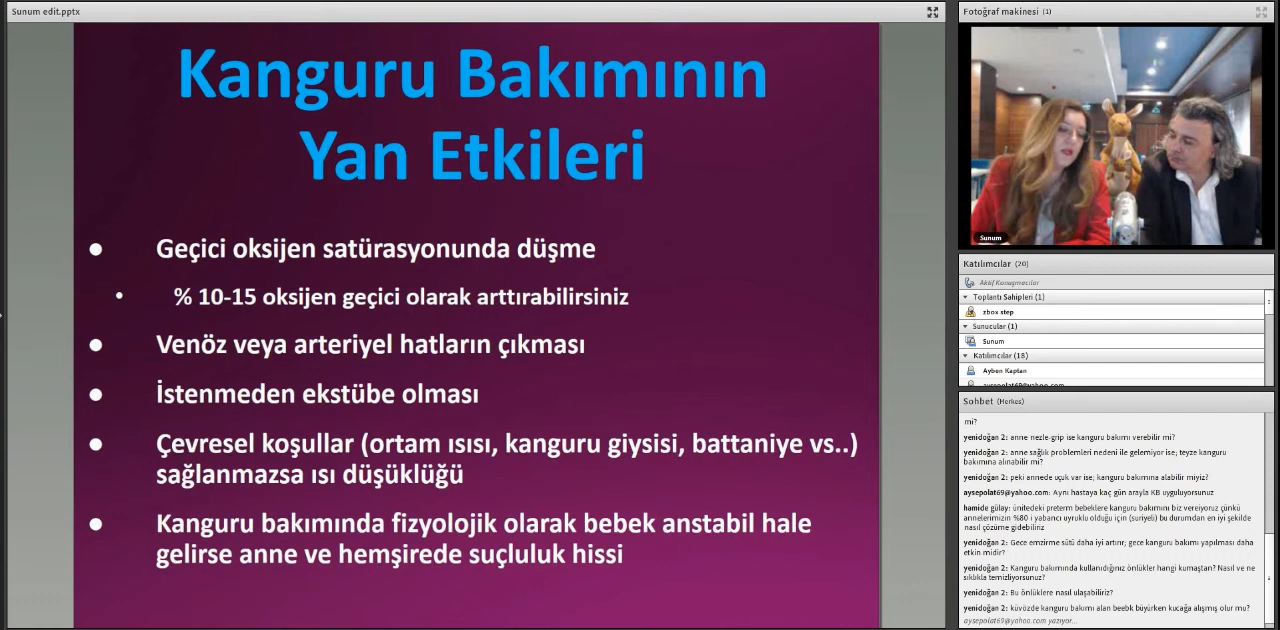 Sunum edit.pptx
Kanguru Bakımının
Yan Etkileri
● Geçici oksijen satürasyonunda düşme
• % 10-15 oksijen geçici olarak arttırabilirsiniz
● Venöz veya arteriyel hatların çıkması
● İstenmeden ekstübe olması
● Çevresel koşullar (ortam ısısı, kanguru giysisi, battaniye vs..)
sağlanmazsa ısı düşüklüğü
● Kanguru bakımında fizyolojik olarak bebek anstabil hale
gelirse anne ve hemşirede suçluluk hissi
Fotoğraf makinesi (1)
Sunum
Katılımcılar (20)
Aktif Konuşmacılar
Toplantı Sahipleri (1)
zbox step
Sunucular (1)
Sunum
Katılımcılar (18)
Ayben Kaptan
aysepolat69@yahoo.com
Sohbet (Herkes)
mi?
yenidoğan 2: anne nezle-grip ise kanguru bakımı verebilir mi?
yenidoğan 2: anne sağlık problemleri nedeni ile gelemiyor ise; teyze kanguru
bakımına alınabilir mi?
yenidoğan 2: peki annede uçuk var ise; kanguru bakımına alabilir miyiz?
aysepolat69@yahoo.com: Aynı hastaya kaç gün arayla KB uyguluyorsunuz
hamide gülay: ünitedeki preterm bebeklere kanguru bakımını biz vereiyoruz çünkü
annelerimizin %80 i yabancı uyruklu olduğu için (suriyeli) bu durumdan en iyi şekilde
nasıl çözüme gidebiliriz
yenidoğan 2: Gece emzirme sütü daha iyi artırır; gece kanguru bakımı yapılması daha
etkin midir?
yenidoğan 2: Kanguru bakımında kullanıdığınız önlükler hangi kumaştan? Nasıl ve ne
sıklıkla temizliyorsunuz?
yenidoğan 2: Bu önlüklere nasıl ulaşabiliriz?
yenidoğan 2: küvözde kanguru bakımı alan beebk büyürken kucağa alışmış olur mu?
aysepolat69@yahoo.com yazıyor...